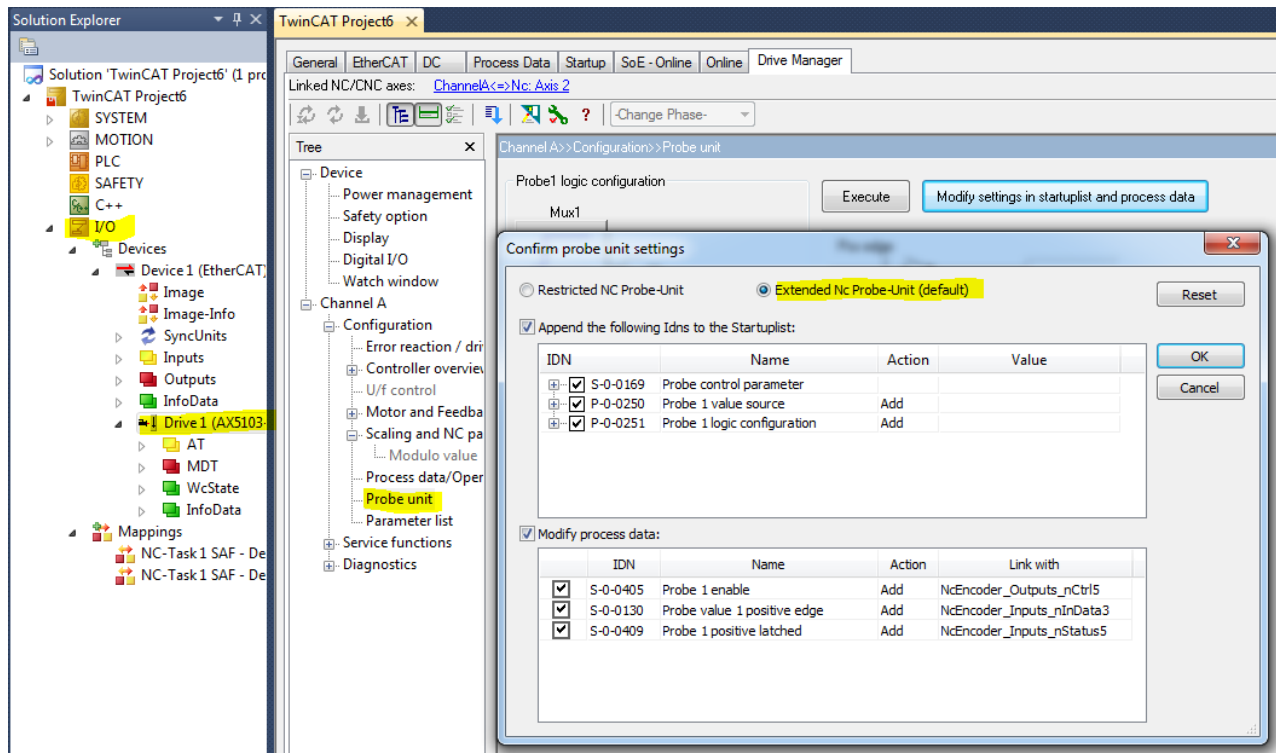 Solution Explorer
Solution 'TwinCAT Project6' (1 proj
TwinCAT Project6
SYSTEM
MOTION
PLC
SAFETY
C++
I/O
Devices
Device 1 (EtherCAT)
Image
Image-Info
SyncUnits
Inputs
Outputs
InfoData
Drive 1 (AX5103-
AT
MDT
WcState
InfoData
Mappings
NC-Task 1 SAF - De
NC-Task 1 SAF - De
TwinCAT Project6
General EtherCAT DC Process Data Startup SoE - Online Online Drive Manager
Linked NC/CNC axes: ChannelA<=>Nc: Axis 2
-Change Phase-
Tree
Device
Power management
Safety option
Display
Digital I/O
Watch window
Channel A
Configuration
Error reaction / dri
Controller overview
U/f control
Motor and Feedba
Scaling and NC pa
Modulo value
Process data/Oper
Probe unit
Parameter list
Service functions
Diagnostics
Channel A>>Configuration>>Probe unit
Probe1 logic configuration
Mux1
Execute Modify settings in startuplist and process data
Confirm probe unit settings
Restricted NC Probe-Unit Extended Nc Probe-Unit (default)
Reset
Append the following Idns to the Startuplist:
OK
Cancel
IDN Name Action Value
S-0-0169 Probe control parameter
P-0-0250 Probe 1 value source Add
P-0-0251 Probe 1 logic configuration Add
Modify process data:
IDN Name Action Link with
S-0-0405 Probe 1 enable Add NcEncoder_Outputs_nCtrl5
S-0-0130 Probe value 1 positive edge Add NcEncoder_Inputs_nInData3
S-0-0409 Probe 1 positive latched Add NcEncoder_Inputs_nStatus5